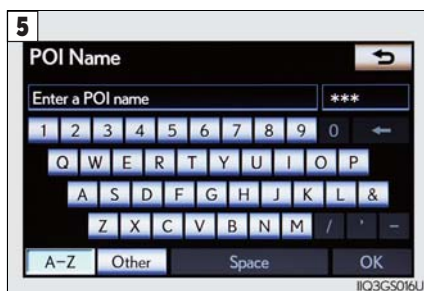 5
POI Name
Enter a POI name ***
1 2 3 4 5 6 7 8 9 0
Q W E R T Y U I O P
A S D F G H J K L &
Z X C V B N M / ' -
A-Z Other Space OK
IIQ3GS016U